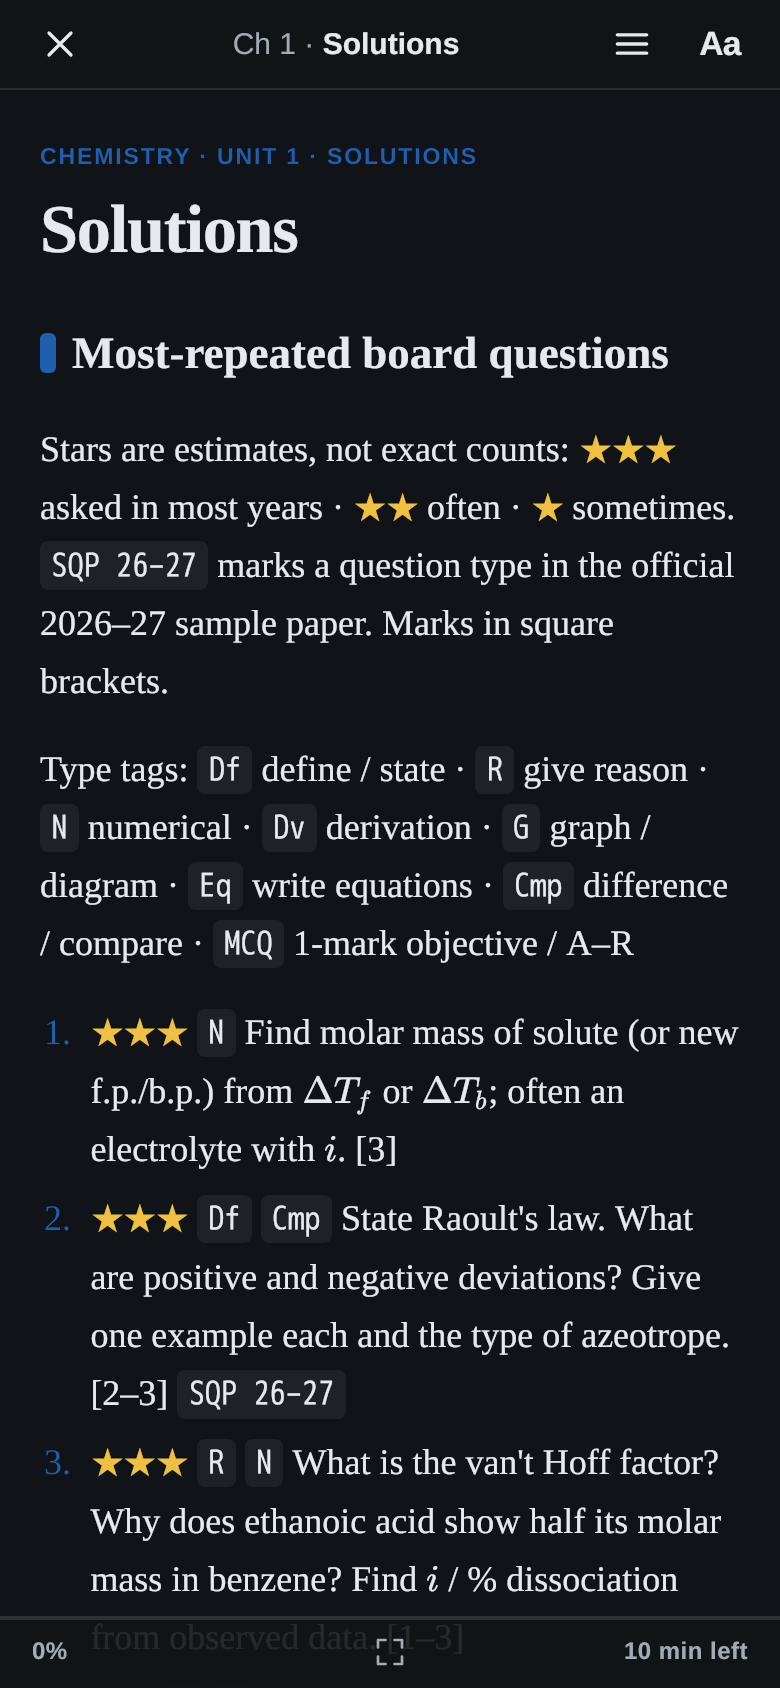 Ch 1 · Solutions
Aa
CHEMISTRY · UNIT 1 · SOLUTIONS
Solutions
Most-repeated board questions
Stars are estimates, not exact counts: ★★★
asked in most years · ★★ often · ★ sometimes.
SQP 26–27 marks a question type in the official
2026–27 sample paper. Marks in square
brackets.
Type tags: Df define / state · R give reason ·
N numerical · Dv derivation · G graph /
diagram · Eq write equations · Cmp difference
/ compare · MCQ 1-mark objective / A–R
1. ★★★ N Find molar mass of solute (or new
f.p./b.p.) from ΔT_f or ΔT_b; often an
electrolyte with i. [3]
2. ★★★ Df Cmp State Raoult's law. What
are positive and negative deviations? Give
one example each and the type of azeotrope.
[2–3] SQP 26–27
3. ★★★ R N What is the van't Hoff factor?
Why does ethanoic acid show half its molar
mass in benzene? Find i / % dissociation
from observed data. [1–3]
0%
10 min left